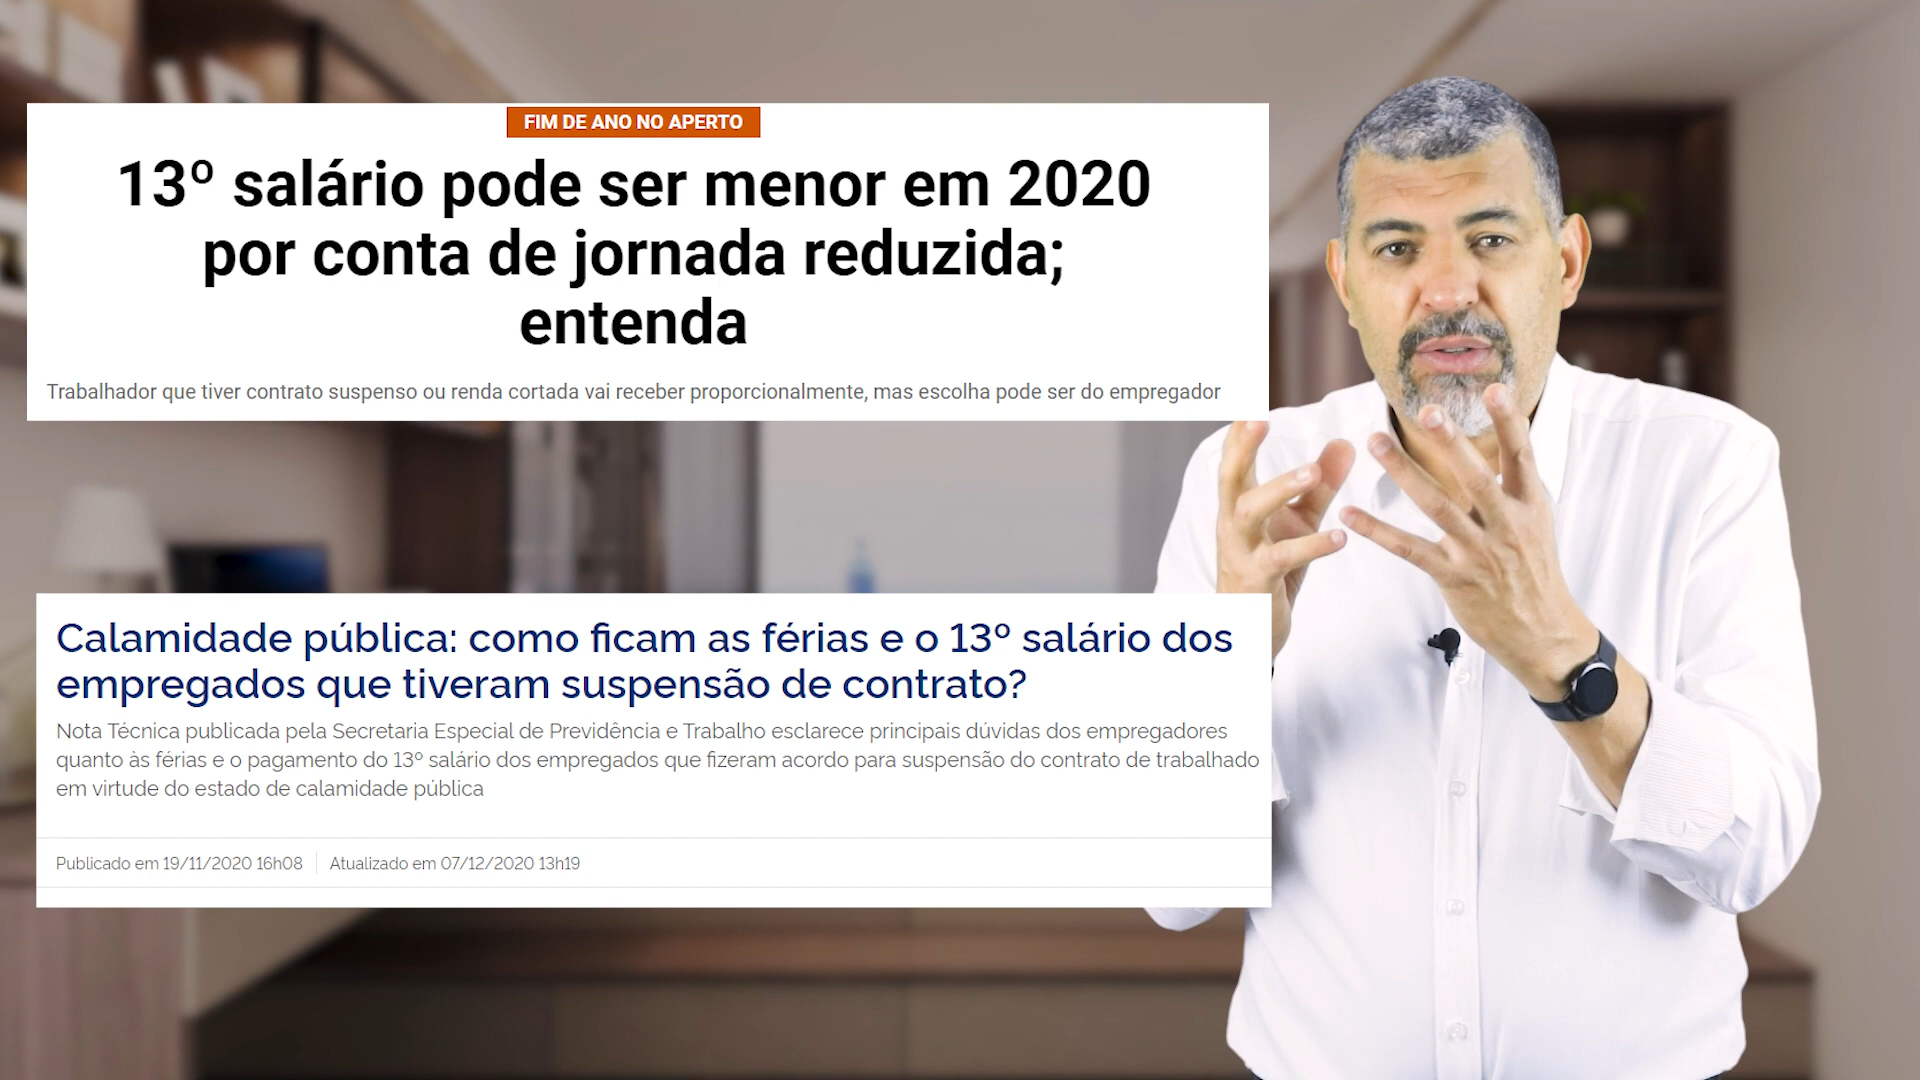 FIM DE ANO NO APERTO
13º salário pode ser menor em 2020
por conta de jornada reduzida;
entenda
Trabalhador que tiver contrato suspenso ou renda cortada vai receber proporcionalmente, mas escolha pode ser do empregador
Calamidade pública: como ficam as férias e o 13º salário dos
empregados que tiveram suspensão de contrato?
Nota Técnica publicada pela Secretaria Especial de Previdência e Trabalho esclarece principais dúvidas dos empregadores
quanto às férias e o pagamento do 13º salário dos empregados que fizeram acordo para suspensão do contrato de trabalhado
em virtude do estado de calamidade pública
Publicado em 19/11/2020 16h08 Atualizado em 07/12/2020 13h19